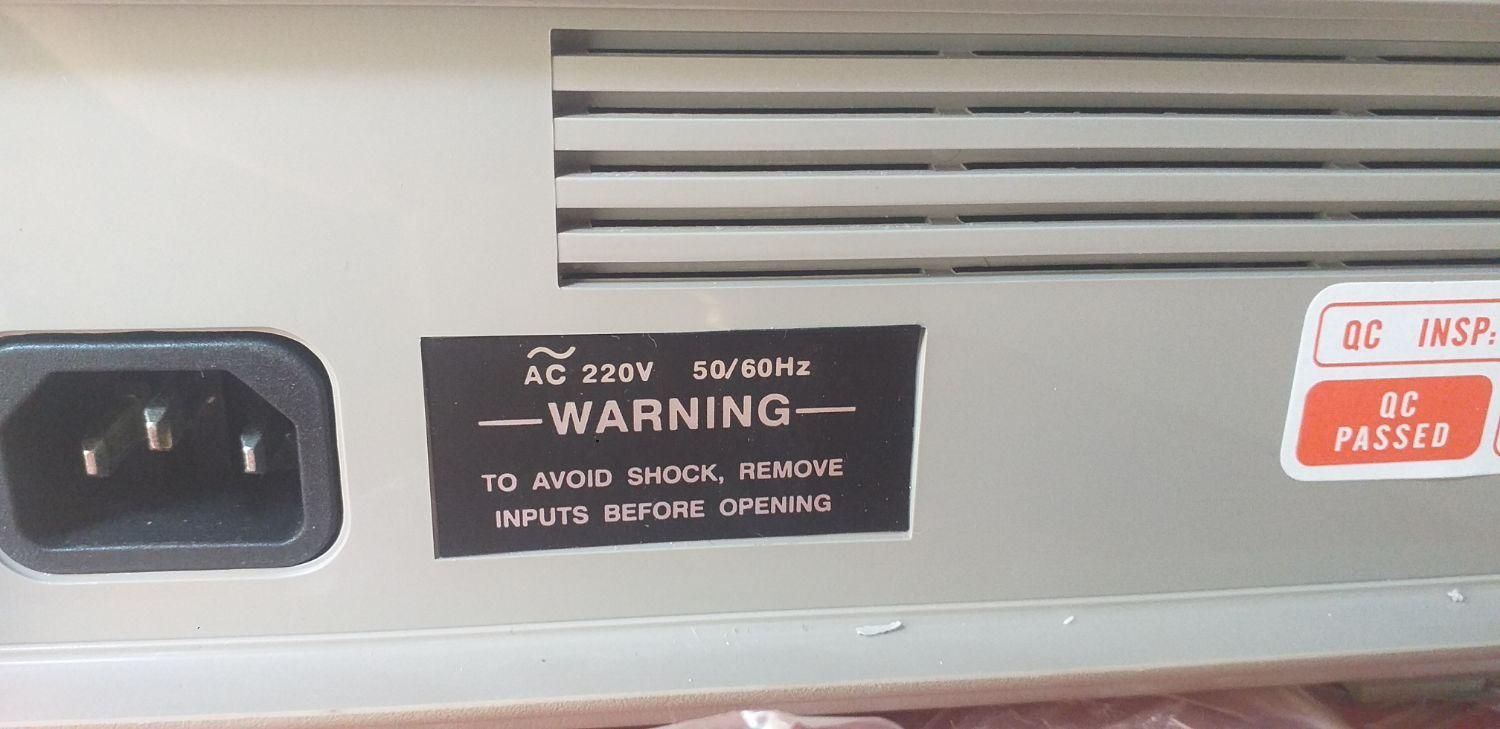 AC 220V 50/60Hz
WARNING
TO AVOID SHOCK, REMOVE
INPUTS BEFORE OPENING
QC INSP:
QC
PASSED